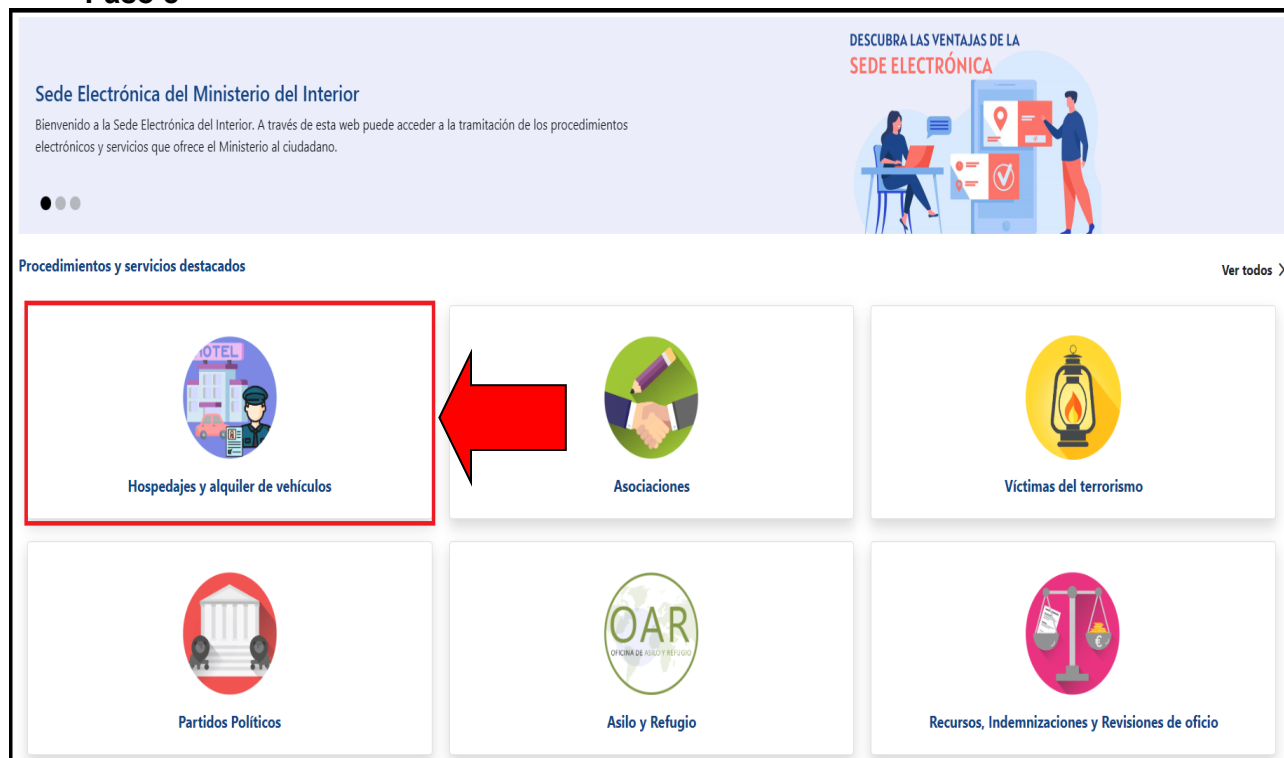 DESCUBRA LAS VENTAJAS DE LA
SEDE ELECTRÓNICA
Sede Electrónica del Ministerio del Interior
Bienvenido a la Sede Electrónica del Interior. A través de esta web puede acceder a la tramitación de los procedimientos
electrónicos y servicios que ofrece el Ministerio al ciudadano.
Procedimientos y servicios destacados
Ver todos
HOTEL
Hospedajes y alquiler de vehículos
Asociaciones
Víctimas del terrorismo
OAR
OFICINA DE ASILO Y REFUGIO
Partidos Políticos
Asilo y Refugio
Recursos, Indemnizaciones y Revisiones de oficio